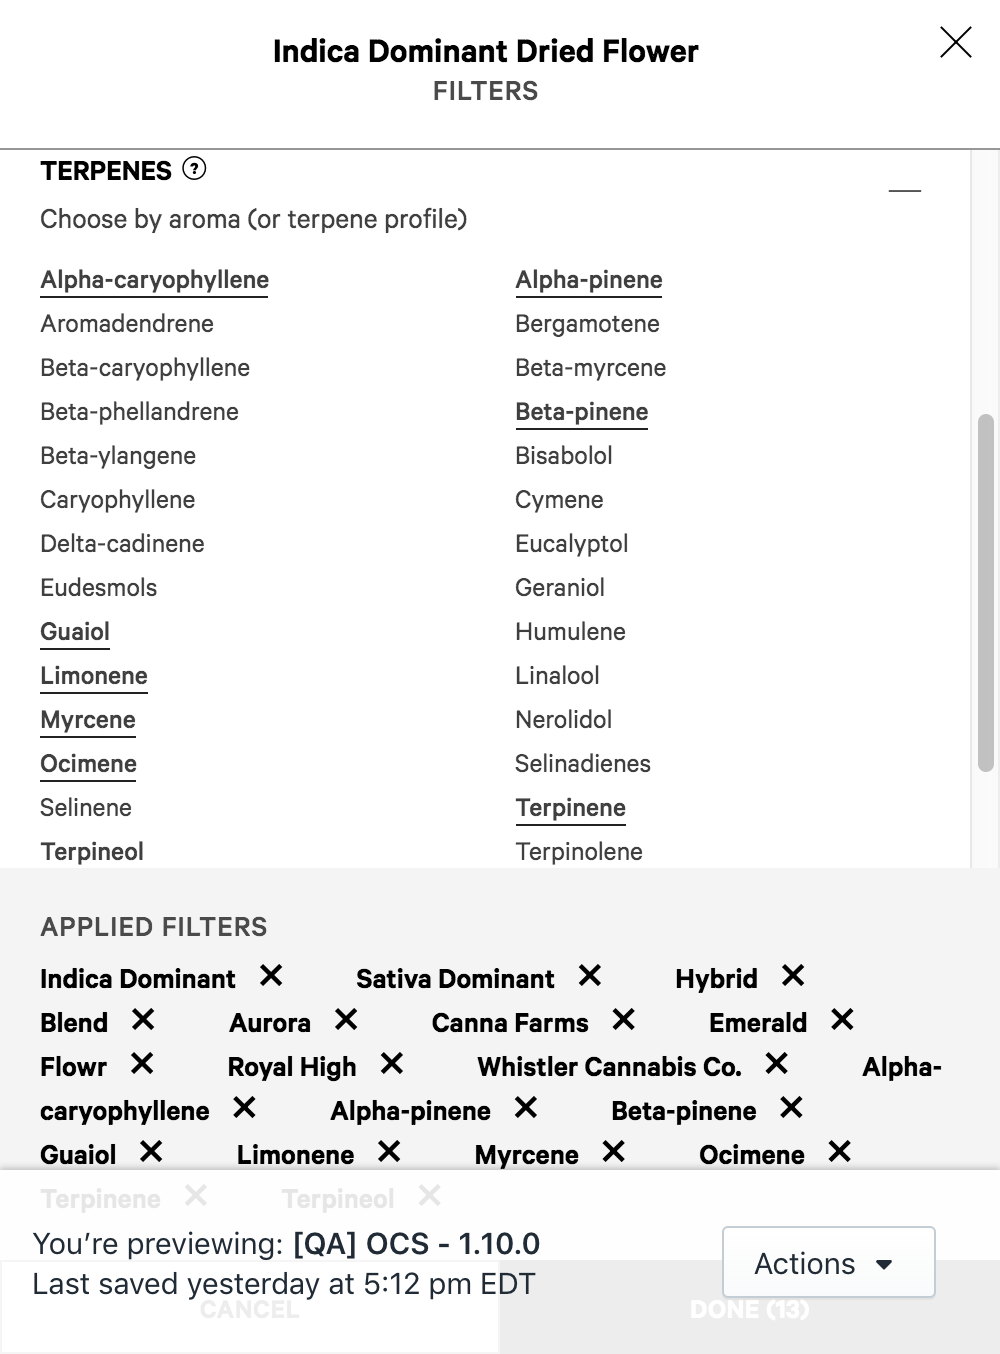 Indica Dominant Dried Flower
FILTERS
TERPENES ?
Choose by aroma (or terpene profile)
Alpha-caryophyllene Alpha-pinene
Aromadendrene Bergamotene
Beta-caryophyllene Beta-myrcene
Beta-phellandrene Beta-pinene
Beta-ylangene Bisabolol
Caryophyllene Cymene
Delta-cadinene Eucalyptol
Eudesmols Geraniol
Guaiol Humulene
Limonene Linalool
Myrcene Nerolidol
Ocimene Selinadienes
Selinene Terpinene
Terpineol Terpinolene
APPLIED FILTERS
Indica Dominant ✕ Sativa Dominant ✕ Hybrid ✕
Blend ✕ Aurora ✕ Canna Farms ✕ Emerald ✕
Flowr ✕ Royal High ✕ Whistler Cannabis Co. ✕ Alpha-
caryophyllene ✕ Alpha-pinene ✕ Beta-pinene ✕
Guaiol ✕ Limonene ✕ Myrcene ✕ Ocimene ✕
Terpinene ✕ Terpineol ✕
You're previewing: [QA] OCS - 1.10.0
Last saved yesterday at 5:12 pm EDT
Actions
CANCEL DONE (13)